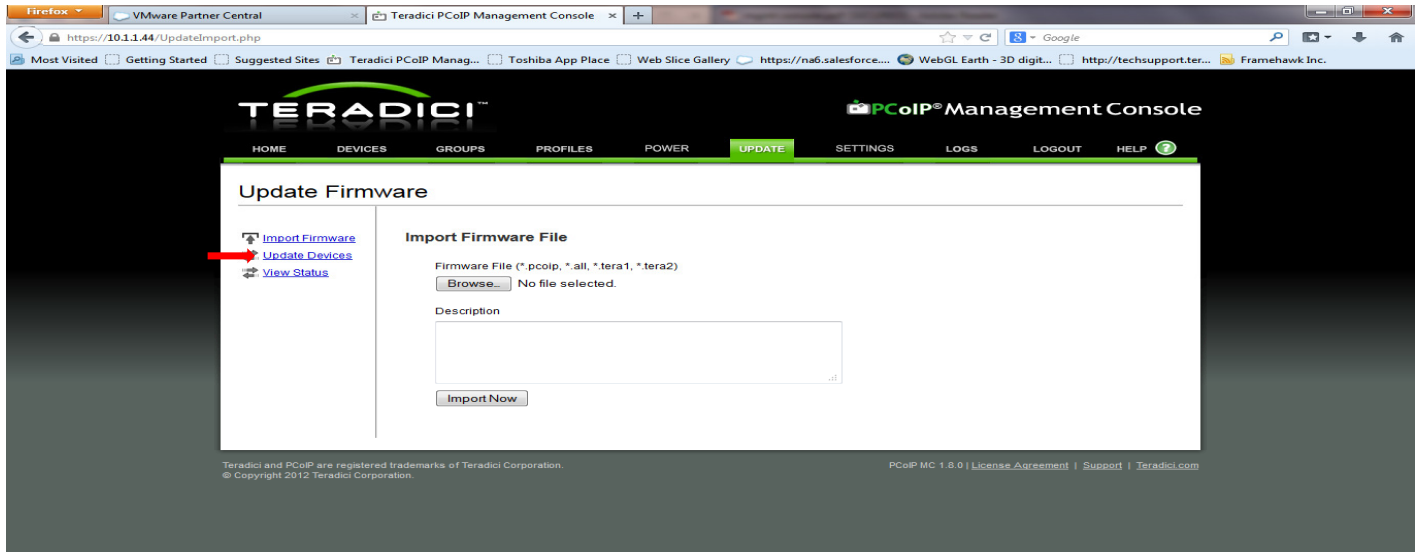 Firefox
VMware Partner Central
Teradici PCoIP Management Console
https://10.1.1.44/UpdateImport.php
Google
Most Visited Getting Started Suggested Sites Teradici PCoIP Manag... Toshiba App Place Web Slice Gallery https://na6.salesforce.... WebGL Earth - 3D digit... http://techsupport.ter... Framehawk Inc.
TERADICI™
PCoIP® Management Console
HOME DEVICES GROUPS PROFILES POWER UPDATE SETTINGS LOGS LOGOUT HELP ?
Update Firmware
Import Firmware
Update Devices
View Status
Import Firmware File
Firmware File (*.pcoip, *.all, *.tera1, *.tera2)
Browse... No file selected.
Description
Import Now
Teradici and PCoIP are registered trademarks of Teradici Corporation.
© Copyright 2012 Teradici Corporation.
PCoIP MC 1.8.0 | License Agreement | Support | Teradici.com